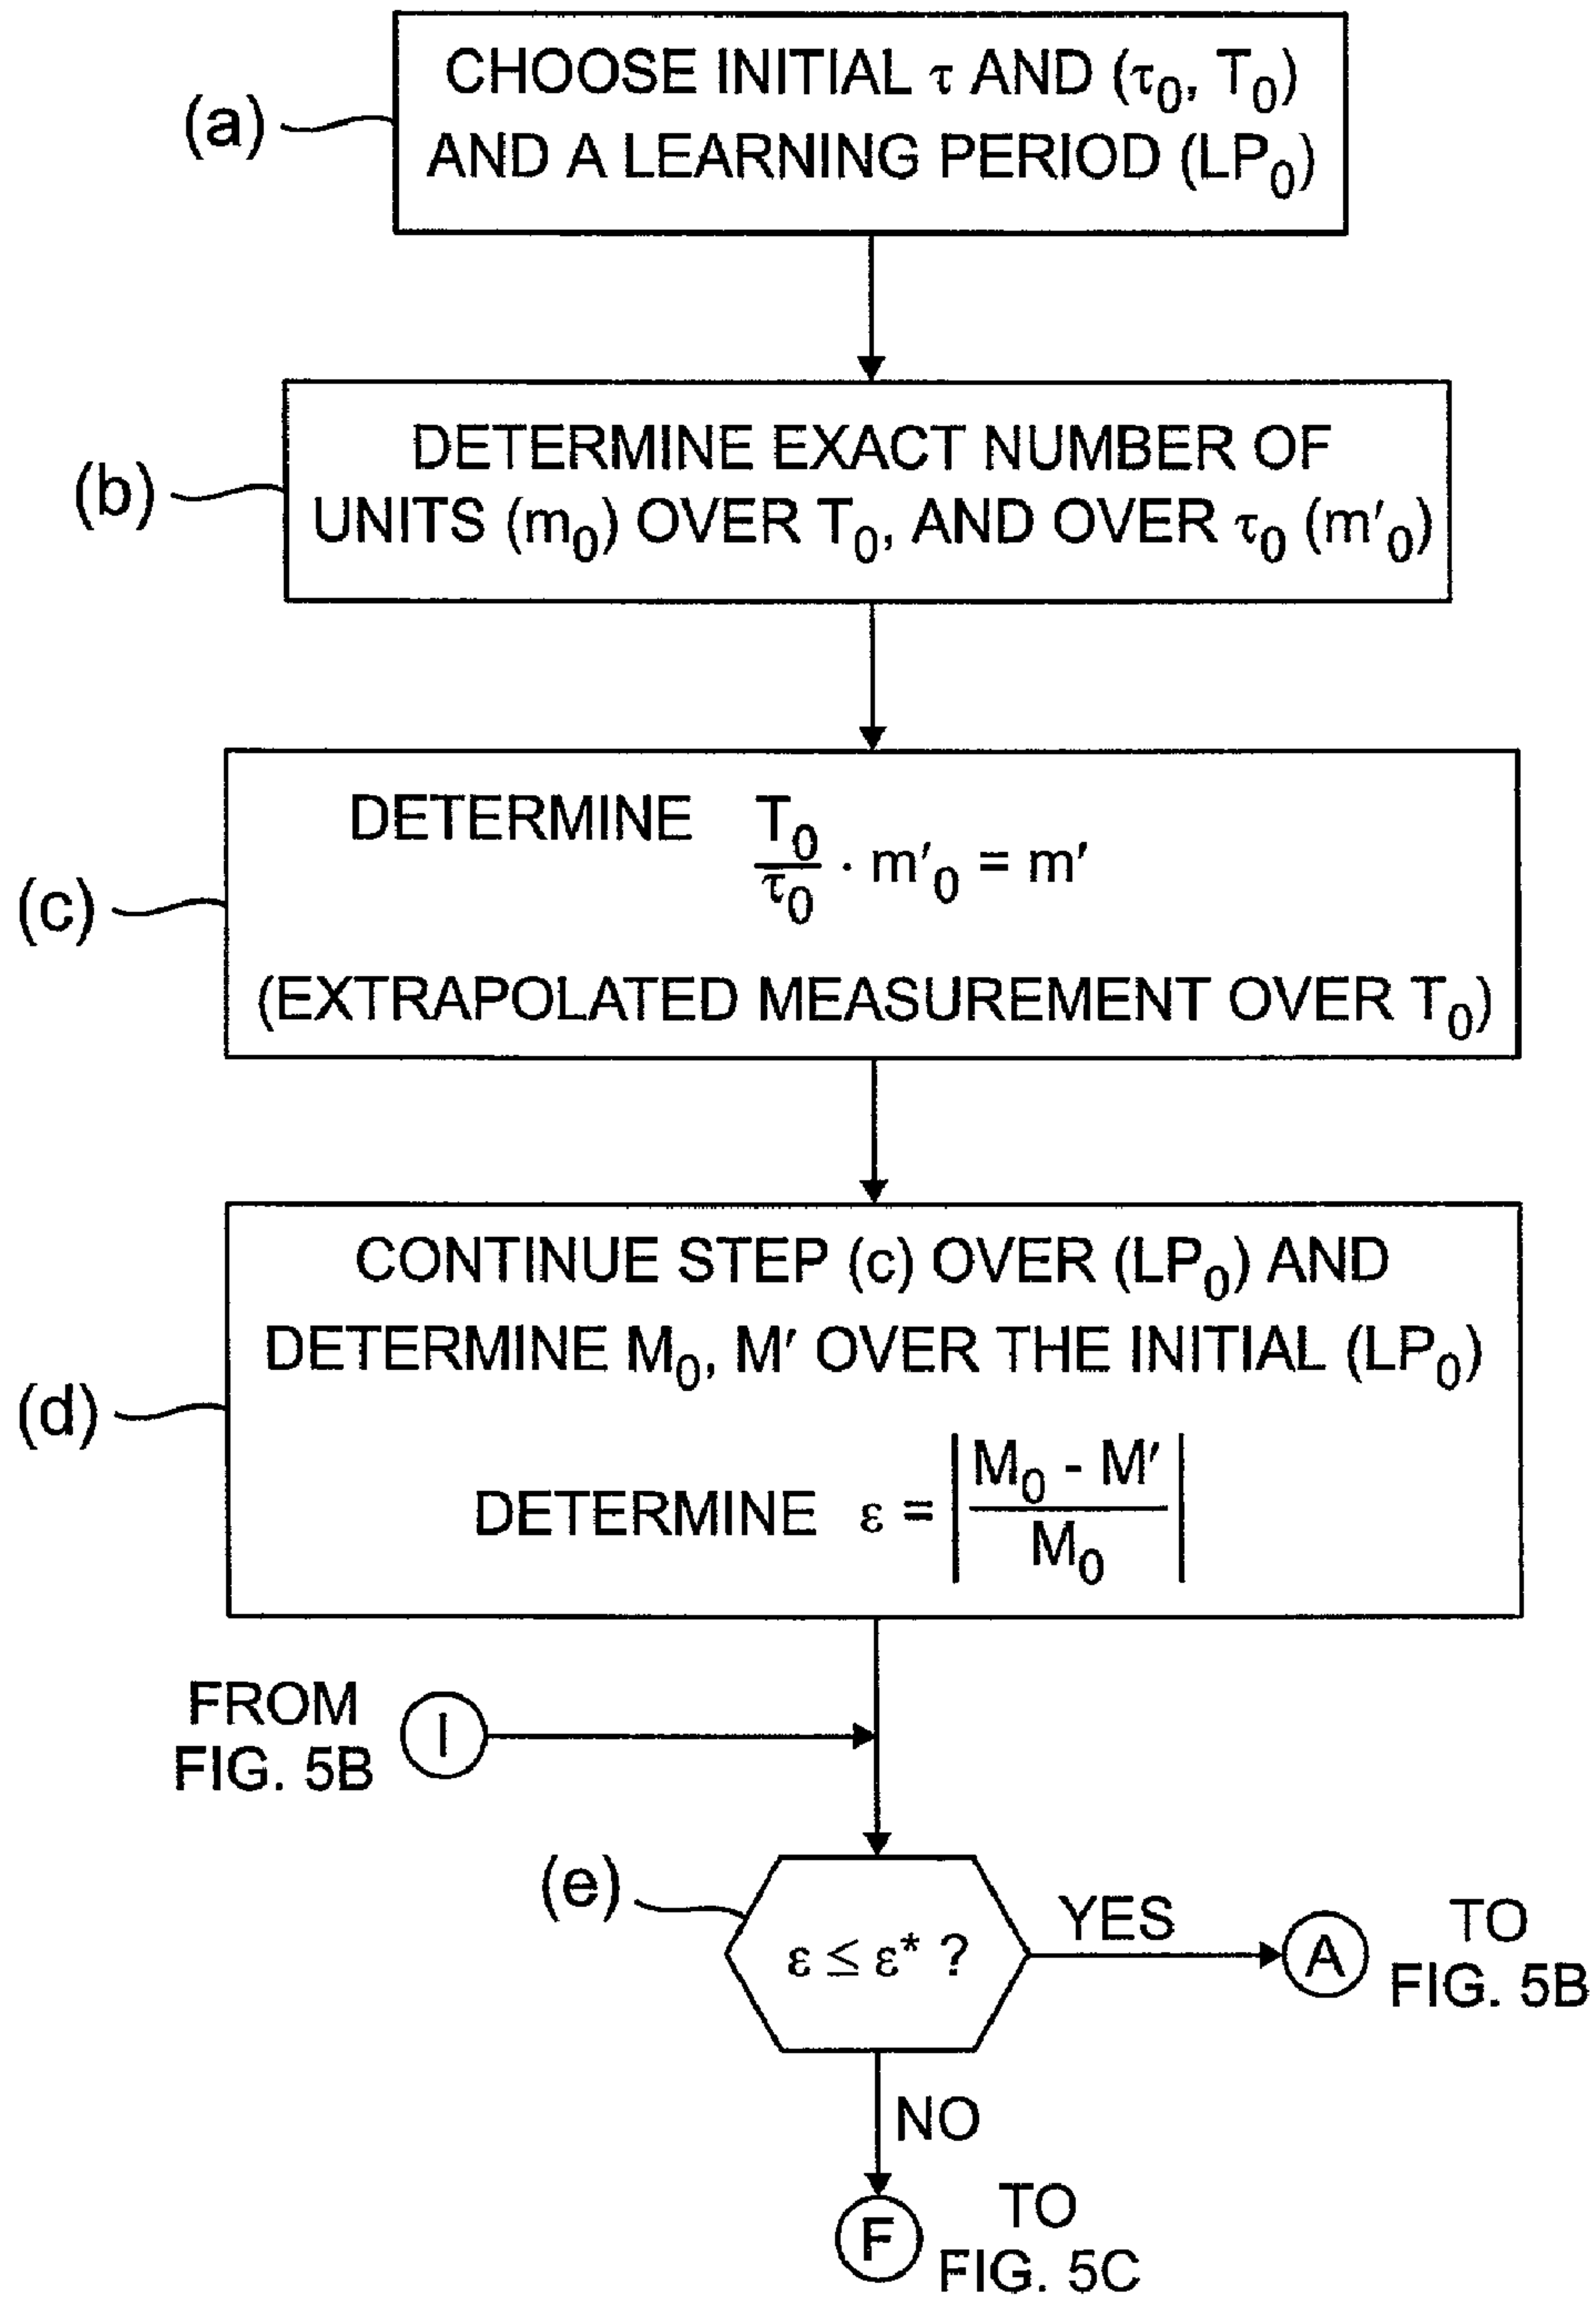 (a)
CHOOSE INITIAL τ AND (τ₀, T₀)
AND A LEARNING PERIOD (LP₀)
(b)
DETERMINE EXACT NUMBER OF
UNITS (m₀) OVER T₀, AND OVER τ₀ (m′₀)
(c)
DETERMINE T₀/τ₀ · m′₀ = m′
(EXTRAPOLATED MEASUREMENT OVER T₀)
(d)
CONTINUE STEP (c) OVER (LP₀) AND
DETERMINE M₀, M′ OVER THE INITIAL (LP₀)
DETERMINE ε = |(M₀ - M′)/M₀|
FROM
FIG. 5B
I
(e)
ε ≤ ε* ?
YES
A
TO
FIG. 5B
NO
F
TO
FIG. 5C